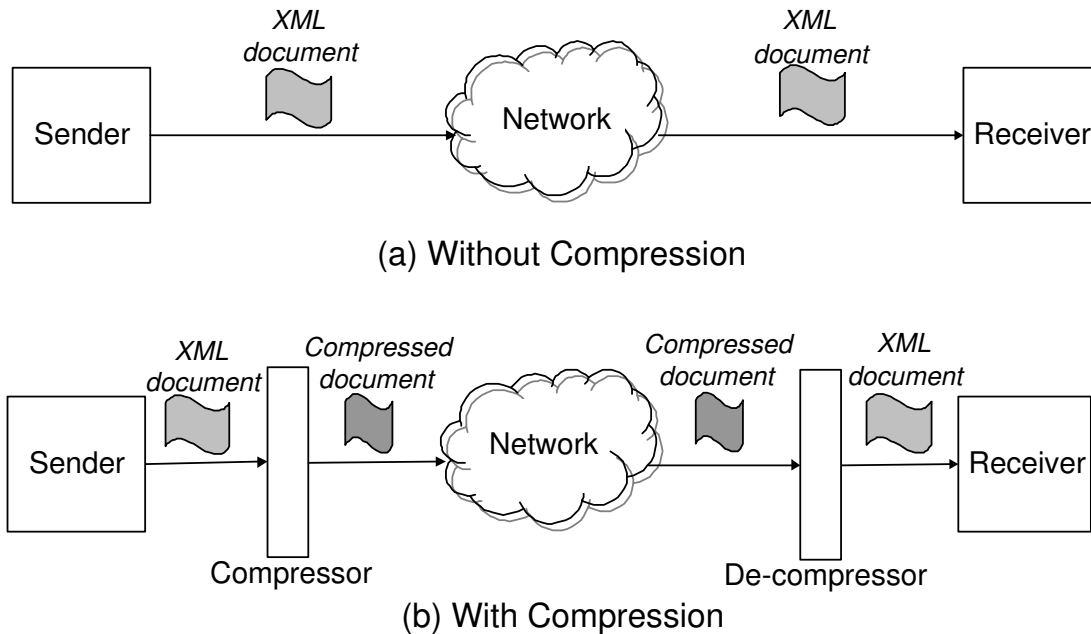 XML
document
XML
document
Sender
Network
Receiver
(a) Without Compression
XML
document
Compressed
document
Compressed
document
XML
document
Sender
Network
Receiver
Compressor
De-compressor
(b) With Compression